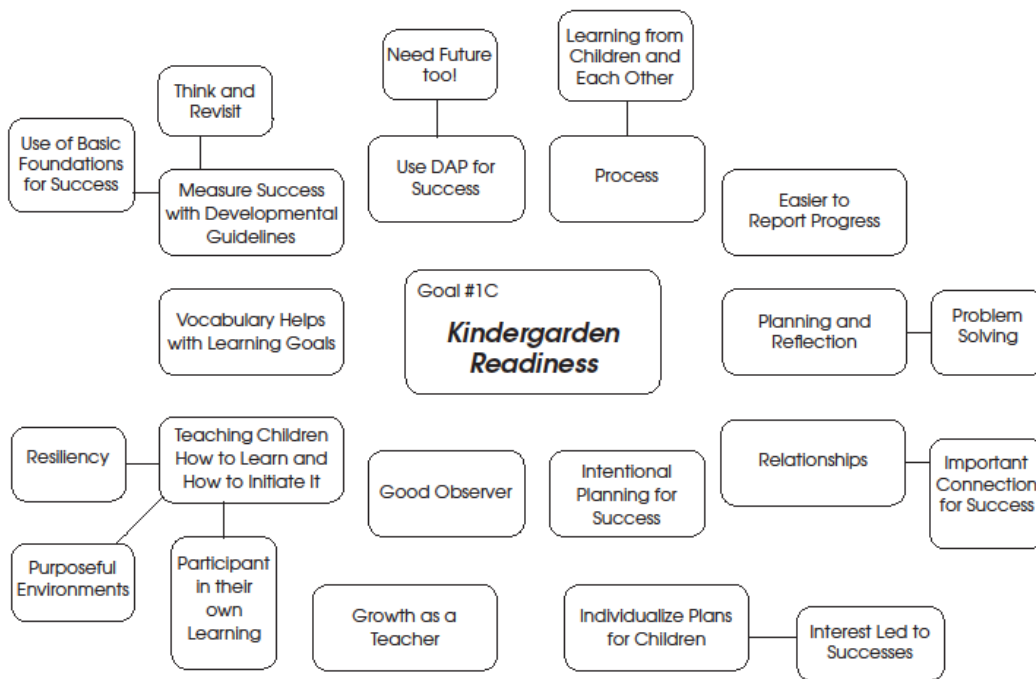 Need Future
too!
Learning from
Children and
Each Other
Think and
Revisit
Use of Basic
Foundations
for Success
Measure Success
with Developmental
Guidelines
Use DAP for
Success
Process
Easier to
Report Progress
Vocabulary Helps
with Learning Goals
Goal #1C
Kindergarden
Readiness
Planning and
Reflection
Problem
Solving
Resiliency
Teaching Children
How to Learn and
How to Initiate It
Good Observer
Intentional
Planning for
Success
Relationships
Important
Connection
for Success
Purposeful
Environments
Participant
in their
own
Learning
Growth as a
Teacher
Individualize Plans
for Children
Interest Led to
Successes